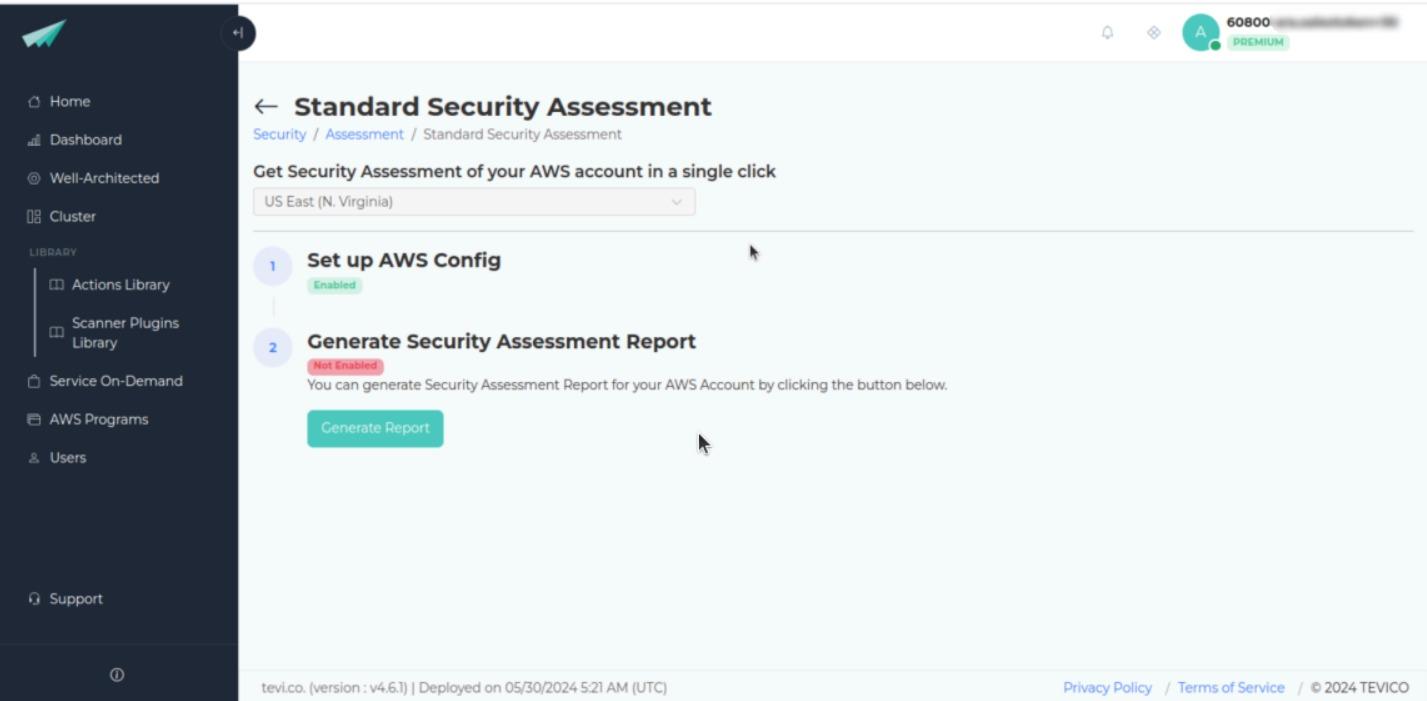 Home
Dashboard
Well-Architected
Cluster
LIBRARY
Actions Library
Scanner Plugins
Library
Service On-Demand
AWS Programs
Users
Support
60800
A
PREMIUM
Standard Security Assessment
Security / Assessment / Standard Security Assessment
Get Security Assessment of your AWS account in a single click
US East (N. Virginia)
1
Set up AWS Config
Enabled
2
Generate Security Assessment Report
Not Enabled
You can generate Security Assessment Report for your AWS Account by clicking the button below.
Generate Report
tevi.co. (version : v4.6.1) | Deployed on 05/30/2024 5:21 AM (UTC)
Privacy Policy / Terms of Service / © 2024 TEVICO